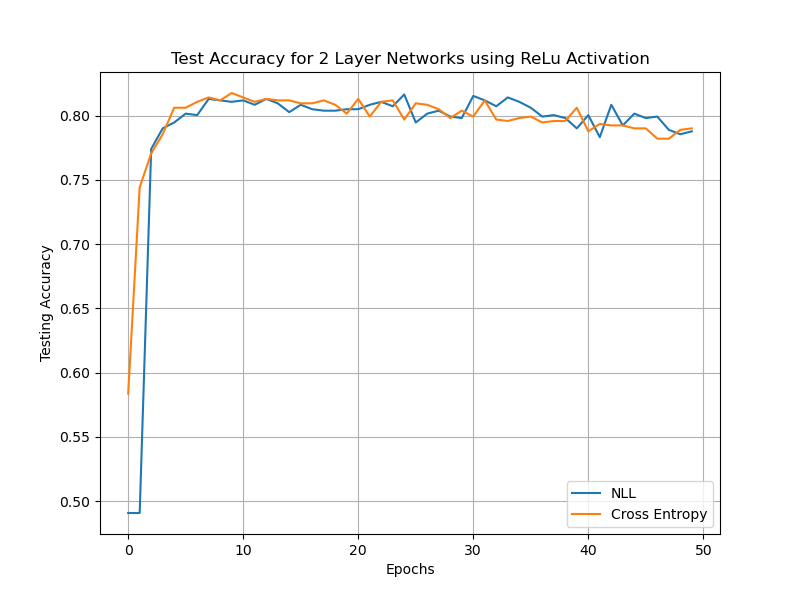 Test Accuracy for 2 Layer Networks using ReLu Activation
Testing Accuracy
0.80
0.75
0.70
0.65
0.60
0.55
0.50
NLL
Cross Entropy
0 10 20 30 40 50
Epochs